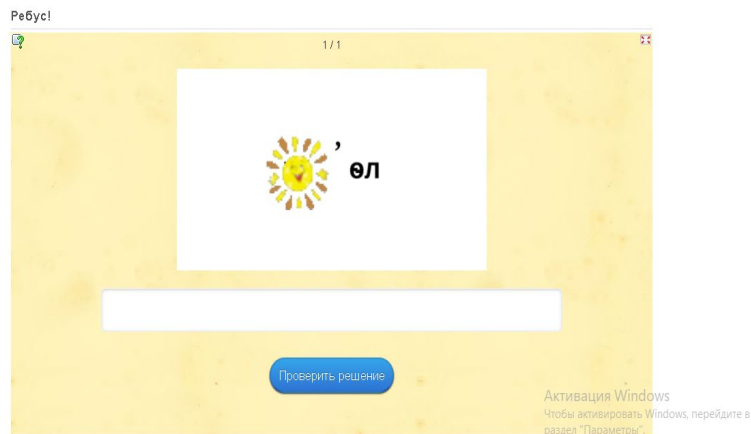 Ребус!
1 / 1
,
өл
Проверить решение
Активация Windows
Чтобы активировать Windows, перейдите в
раздел "Параметры".